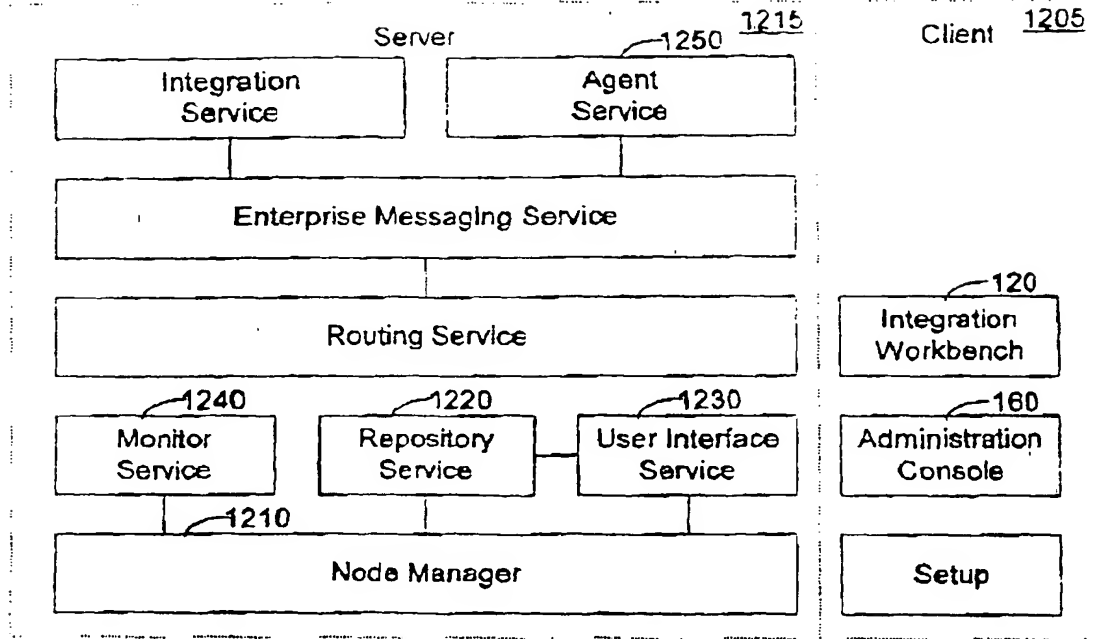 Server
1215
Client
1205
1250
Integration
Service
Agent
Service
Enterprise Messaging Service
Routing Service
120
Integration
Workbench
1240
Monitor
Service
1220
Repository
Service
1230
User Interface
Service
160
Administration
Console
1210
Node Manager
Setup